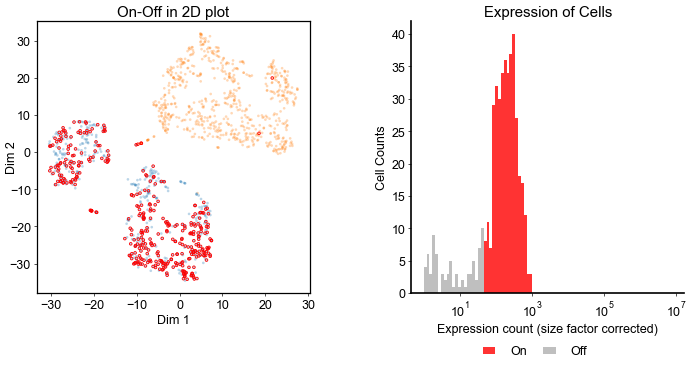 On-Off in 2D plot
30
20
10
0
−10
−20
−30
Dim 2
−30 −20 −10 0 10 20 30
Dim 1
Expression of Cells
40
35
30
25
20
15
10
5
0
Cell Counts
10^1 10^3 10^5 10^7
Expression count (size factor corrected)
On Off